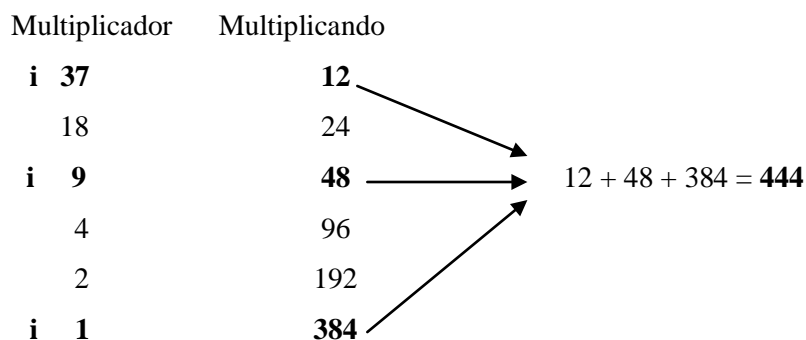 Multiplicador Multiplicando
i 37 12
18 24
i 9 48 12 + 48 + 384 = 444
4 96
2 192
i 1 384